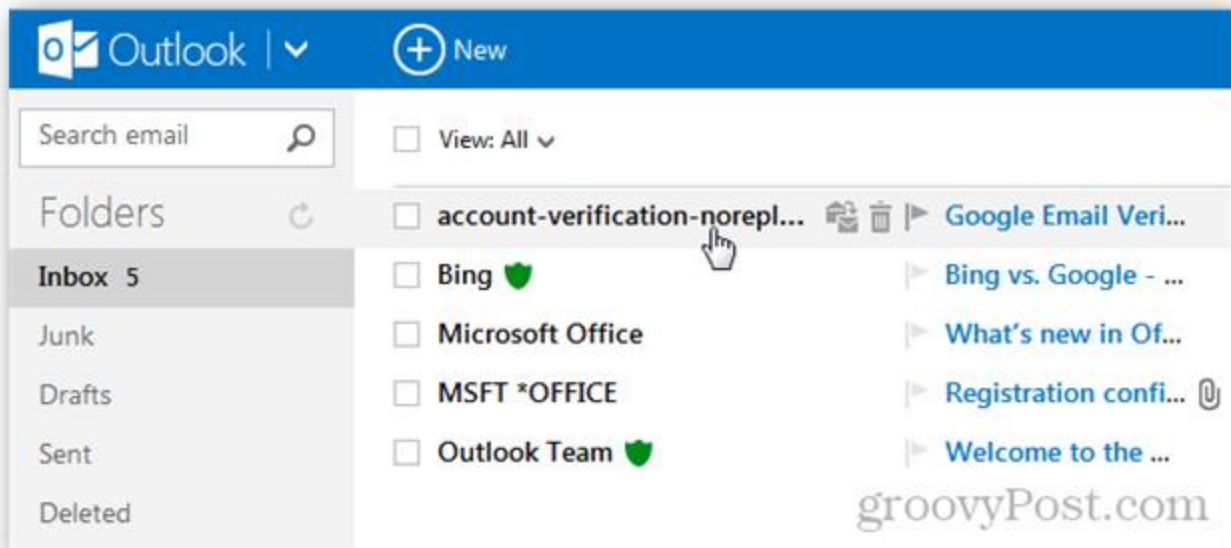 Outlook New
Search email View: All
Folders account-verification-norepl... Google Email Veri...
Inbox 5 Bing Bing vs. Google - ...
Junk Microsoft Office What's new in Of...
Drafts MSFT *OFFICE Registration confi...
Sent Outlook Team Welcome to the ...
Deleted groovyPost.com